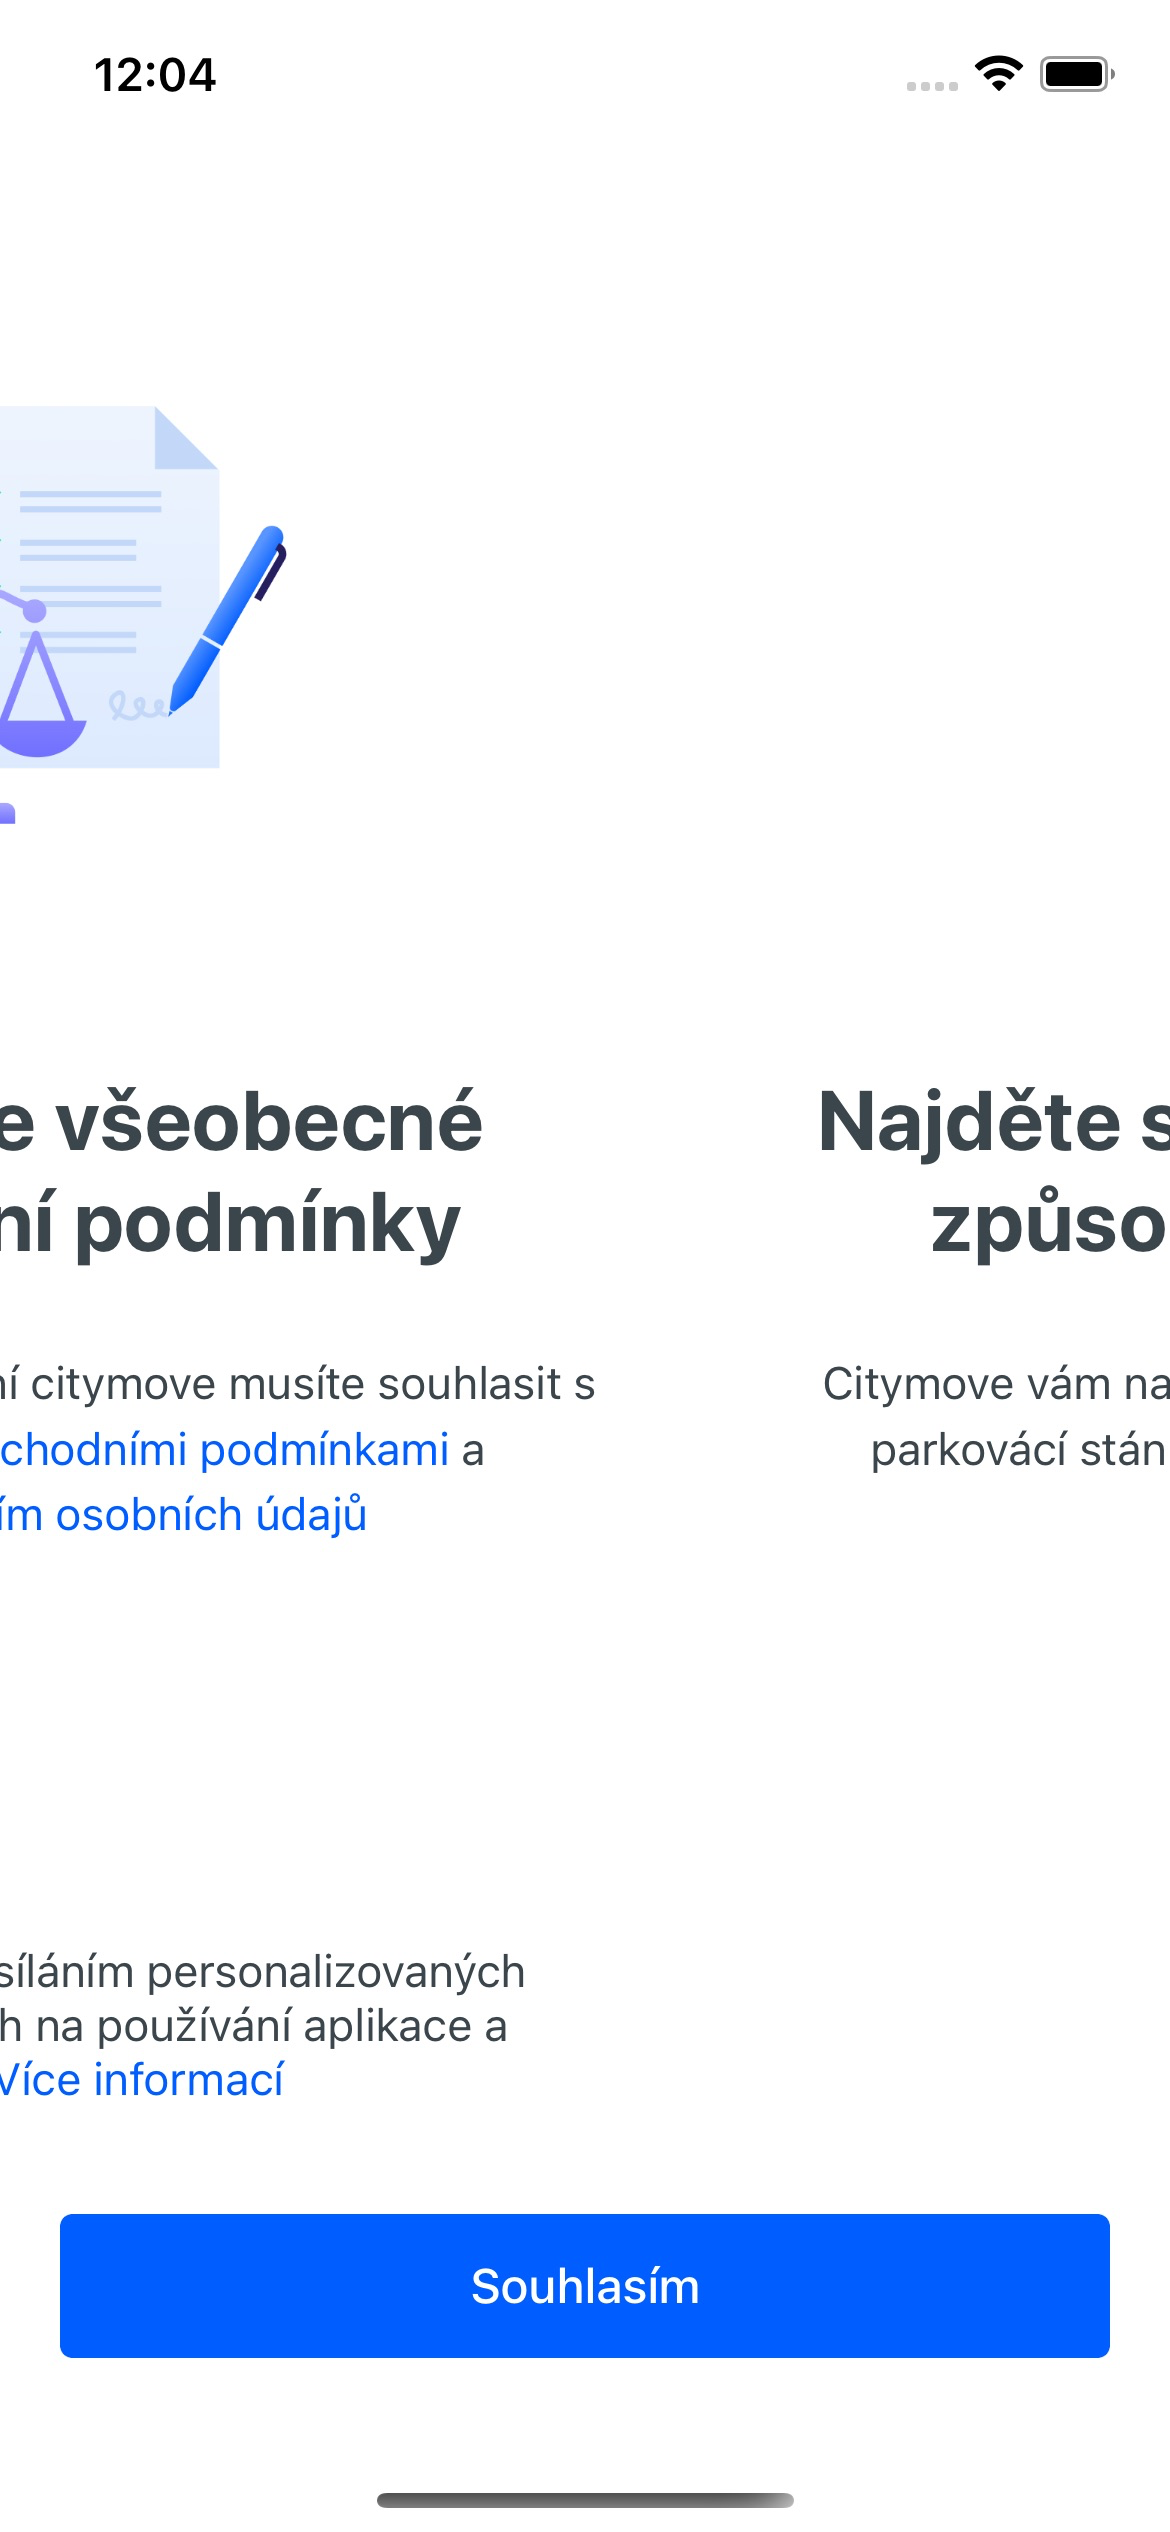 12:04
e všeobecné
ní podmínky
ní citymove musíte souhlasit s
chodními podmínkami a
ím osobních údajů
Najděte s
způso
Citymove vám na
parkovácí stán
síláním personalizovaných
h na používání aplikace a
Více informací
Souhlasím